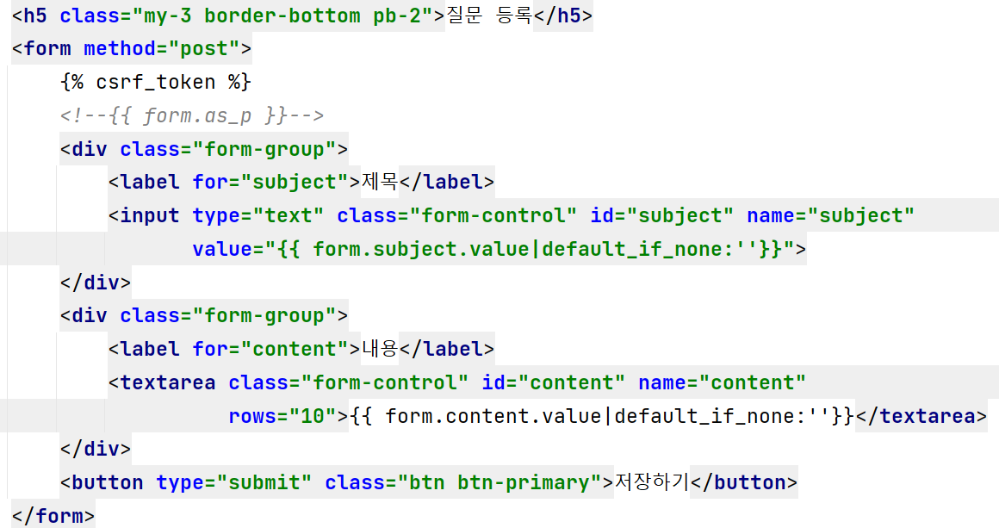 <h5 class="my-3 border-bottom pb-2">질문 등록</h5>
<form method="post">
    {% csrf_token %}
    <!--{{ form.as_p }}-->
    <div class="form-group">
        <label for="subject">제목</label>
        <input type="text" class="form-control" id="subject" name="subject"
               value="{{ form.subject.value|default_if_none:''}}">
    </div>
    <div class="form-group">
        <label for="content">내용</label>
        <textarea class="form-control" id="content" name="content"
                  rows="10">{{ form.content.value|default_if_none:''}}</textarea>
    </div>
    <button type="submit" class="btn btn-primary">저장하기</button>
</form>